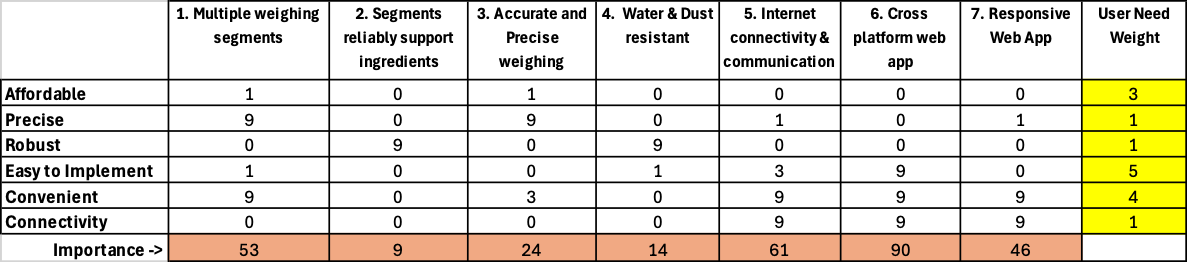 1. Multiple weighing segments 2. Segments reliably support ingredients 3. Accurate and Precise weighing 4. Water & Dust resistant 5. Internet connectivity & communication 6. Cross platform web app 7. Responsive Web App User Need Weight
Affordable 1 0 1 0 0 0 0 3
Precise 9 0 9 0 1 0 1 1
Robust 0 9 0 9 0 0 0 1
Easy to Implement 1 0 0 1 3 9 0 5
Convenient 9 0 3 0 9 9 9 4
Connectivity 0 0 0 0 9 9 9 1
Importance -> 53 9 24 14 61 90 46